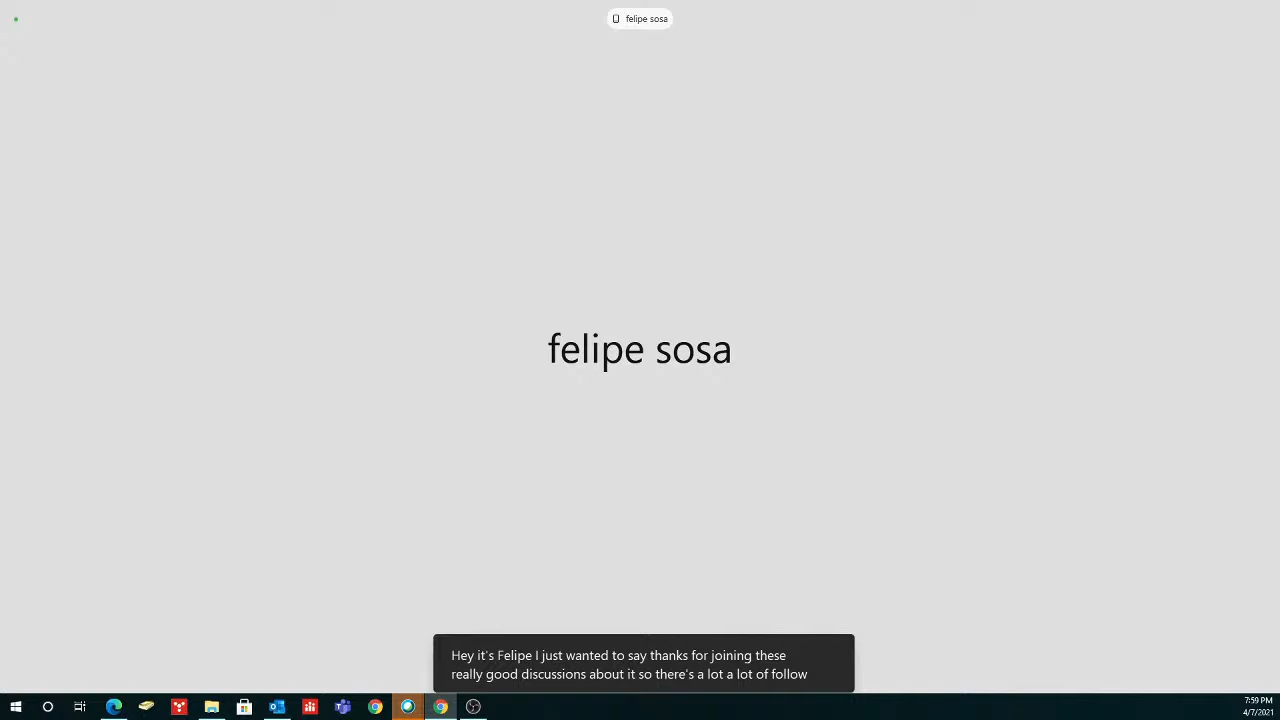 felipe sosa
felipe sosa
Hey it's Felipe I just wanted to say thanks for joining these
really good discussions about it so there's a lot a lot of follow
7:59 PM
4/7/2021